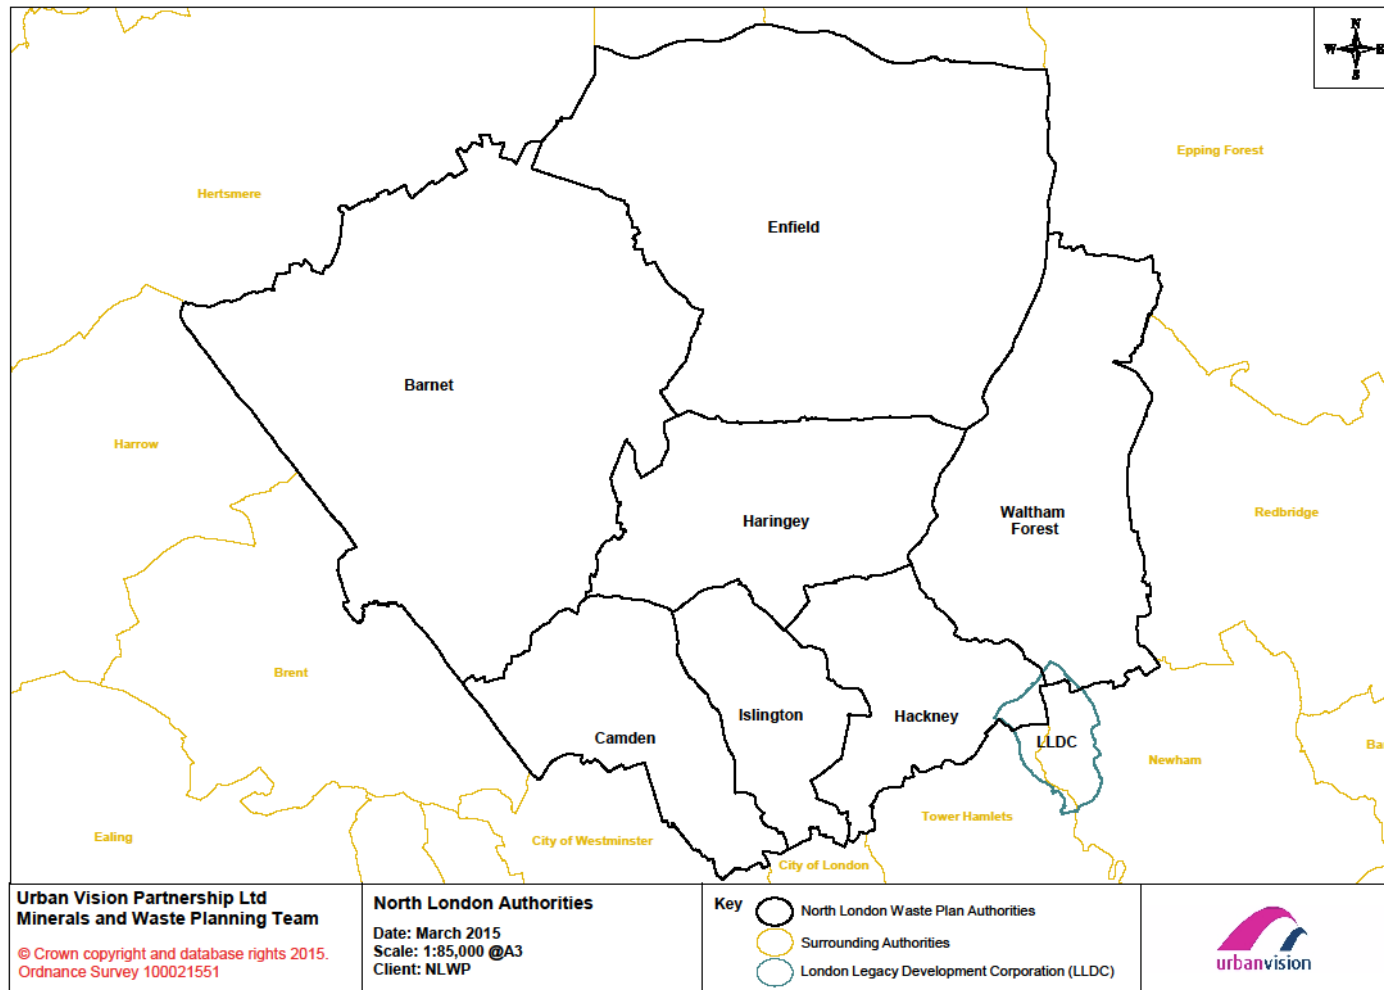 N
W E
S
Epping Forest
Hertsmere
Enfield
Barnet
Harrow
Haringey
Waltham
Forest
Redbridge
Brent
Islington
Hackney
Camden
LLDC
Newham
Ba
Tower Hamlets
Ealing
City of Westminster
City of London
Urban Vision Partnership Ltd
Minerals and Waste Planning Team
© Crown copyright and database rights 2015.
Ordnance Survey 100021551
North London Authorities
Date: March 2015
Scale: 1:85,000 @A3
Client: NLWP
Key
North London Waste Plan Authorities
Surrounding Authorities
London Legacy Development Corporation (LLDC)
urbanvision